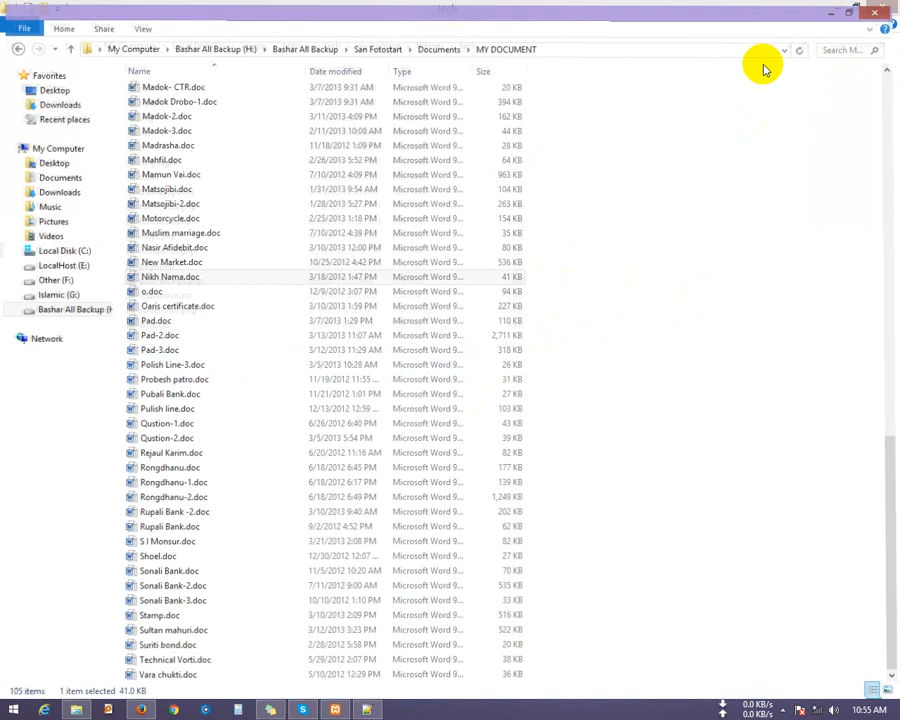 File Home Share View
My Computer Bashar All Backup (H:) Bashar All Backup San Fotostart Documents MY DOCUMENT Search M...
Name Date modified Type Size
Favorites
Desktop
Downloads
Recent places
My Computer
Desktop
Documents
Downloads
Music
Pictures
Videos
Local Disk (C:)
LocalHost (E:)
Other (F:)
Islamic (G:)
Bashar All Backup (H
Network
Madok- CTR.doc 3/7/2013 9:31 AM Microsoft Word 9... 20 KB
Madok Drobo-1.doc 3/7/2013 9:31 AM Microsoft Word 9... 394 KB
Madok-2.doc 3/11/2013 4:09 PM Microsoft Word 9... 162 KB
Madok-3.doc 2/11/2013 10:08 AM Microsoft Word 9... 44 KB
Madrasha.doc 11/18/2012 1:09 PM Microsoft Word 9... 28 KB
Mahfil.doc 2/26/2013 5:52 PM Microsoft Word 9... 64 KB
Mamun Vai.doc 7/10/2012 4:09 PM Microsoft Word 9... 963 KB
Matsojibi.doc 1/31/2013 9:54 AM Microsoft Word 9... 104 KB
Matsojibi-2.doc 1/28/2013 5:27 PM Microsoft Word 9... 263 KB
Motorcycle.doc 2/25/2013 1:18 PM Microsoft Word 9... 154 KB
Muslim marriage.doc 7/10/2012 4:39 PM Microsoft Word 9... 35 KB
Nasir Afidebit.doc 3/10/2013 12:00 PM Microsoft Word 9... 80 KB
New Market.doc 10/25/2012 4:42 PM Microsoft Word 9... 536 KB
Nikh Nama.doc 3/18/2012 1:47 PM Microsoft Word 9... 41 KB
o.doc 12/9/2012 3:07 PM Microsoft Word 9... 94 KB
Oaris certificate.doc 3/10/2013 1:59 PM Microsoft Word 9... 227 KB
Pad.doc 3/7/2013 1:29 PM Microsoft Word 9... 110 KB
Pad-2.doc 3/13/2013 11:07 AM Microsoft Word 9... 2,711 KB
Pad-3.doc 3/12/2013 11:29 AM Microsoft Word 9... 318 KB
Polish Line-3.doc 3/5/2013 10:28 AM Microsoft Word 9... 26 KB
Probesh patro.doc 11/19/2012 11:55 ... Microsoft Word 9... 31 KB
Pubali Bank.doc 11/21/2012 1:01 PM Microsoft Word 9... 30 KB
Pulish line.doc 12/13/2012 12:59 ... Microsoft Word 9... 103 KB
Qustion-1.doc 6/26/2012 6:40 PM Microsoft Word 9... 43 KB
Qustion-2.doc 3/5/2013 5:54 PM Microsoft Word 9... 39 KB
Rejaul Karim.doc 6/20/2012 11:16 AM Microsoft Word 9... 82 KB
Rongdhanu.doc 6/18/2012 6:45 PM Microsoft Word 9... 177 KB
Rongdhanu-1.doc 6/18/2012 6:17 PM Microsoft Word 9... 139 KB
Rongdhanu-2.doc 6/18/2012 6:49 PM Microsoft Word 9... 1,249 KB
Rupali Bank -2.doc 3/10/2013 9:40 AM Microsoft Word 9... 202 KB
Rupali Bank.doc 9/2/2012 4:52 PM Microsoft Word 9... 62 KB
S I Monsur.doc 3/21/2013 2:08 PM Microsoft Word 9... 140 KB
Shoel.doc 12/30/2012 12:07 ... Microsoft Word 9... 27 KB
Sonali Bank.doc 11/5/2012 10:20 AM Microsoft Word 9... 70 KB
Sonali Bank-2.doc 7/11/2012 9:00 AM Microsoft Word 9... 535 KB
Sonali Bank-3.doc 10/10/2012 1:10 PM Microsoft Word 9... 33 KB
Stamp.doc 3/10/2013 2:09 PM Microsoft Word 9... 516 KB
Sultan mahuri.doc 3/12/2013 3:23 PM Microsoft Word 9... 522 KB
Suriti bond.doc 2/28/2012 5:58 PM Microsoft Word 9... 20 KB
Technical Vorti.doc 5/29/2012 2:07 PM Microsoft Word 9... 38 KB
Vara chukti.doc 5/10/2012 12:29 PM Microsoft Word 9... 36 KB
105 items 1 item selected 41.0 KB
0.0 KB/s
0.0 KB/s
10:55 AM